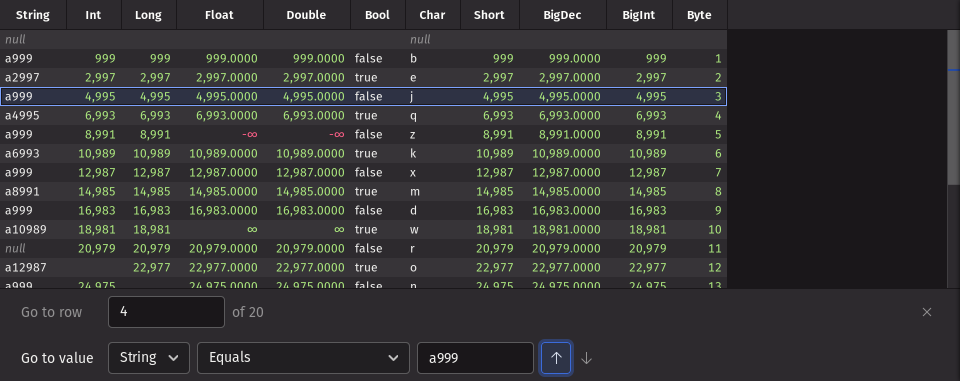 String Int Long Float Double Bool Char Short BigDec BigInt Byte
null null
a999 999 999 999.0000 999.0000 false b 999 999.0000 999 1
a2997 2,997 2,997 2,997.0000 2,997.0000 true e 2,997 2,997.0000 2,997 2
a999 4,995 4,995 4,995.0000 4,995.0000 false j 4,995 4,995.0000 4,995 3
a4995 6,993 6,993 6,993.0000 6,993.0000 true q 6,993 6,993.0000 6,993 4
a999 8,991 8,991 -∞ -∞ false z 8,991 8,991.0000 8,991 5
a6993 10,989 10,989 10,989.0000 10,989.0000 true k 10,989 10,989.0000 10,989 6
a999 12,987 12,987 12,987.0000 12,987.0000 false x 12,987 12,987.0000 12,987 7
a8991 14,985 14,985 14,985.0000 14,985.0000 true m 14,985 14,985.0000 14,985 8
a999 16,983 16,983 16,983.0000 16,983.0000 false d 16,983 16,983.0000 16,983 9
a10989 18,981 18,981 ∞ ∞ true w 18,981 18,981.0000 18,981 10
null 20,979 20,979 20,979.0000 20,979.0000 false r 20,979 20,979.0000 20,979 11
a12987 22,977 22,977.0000 22,977.0000 true o 22,977 22,977.0000 22,977 12
a999 24,975 24,975 24,975.0000 24,975.0000 false 24,975 24,975.0000 24,975 13
Go to row 4 of 20
Go to value String Equals a999